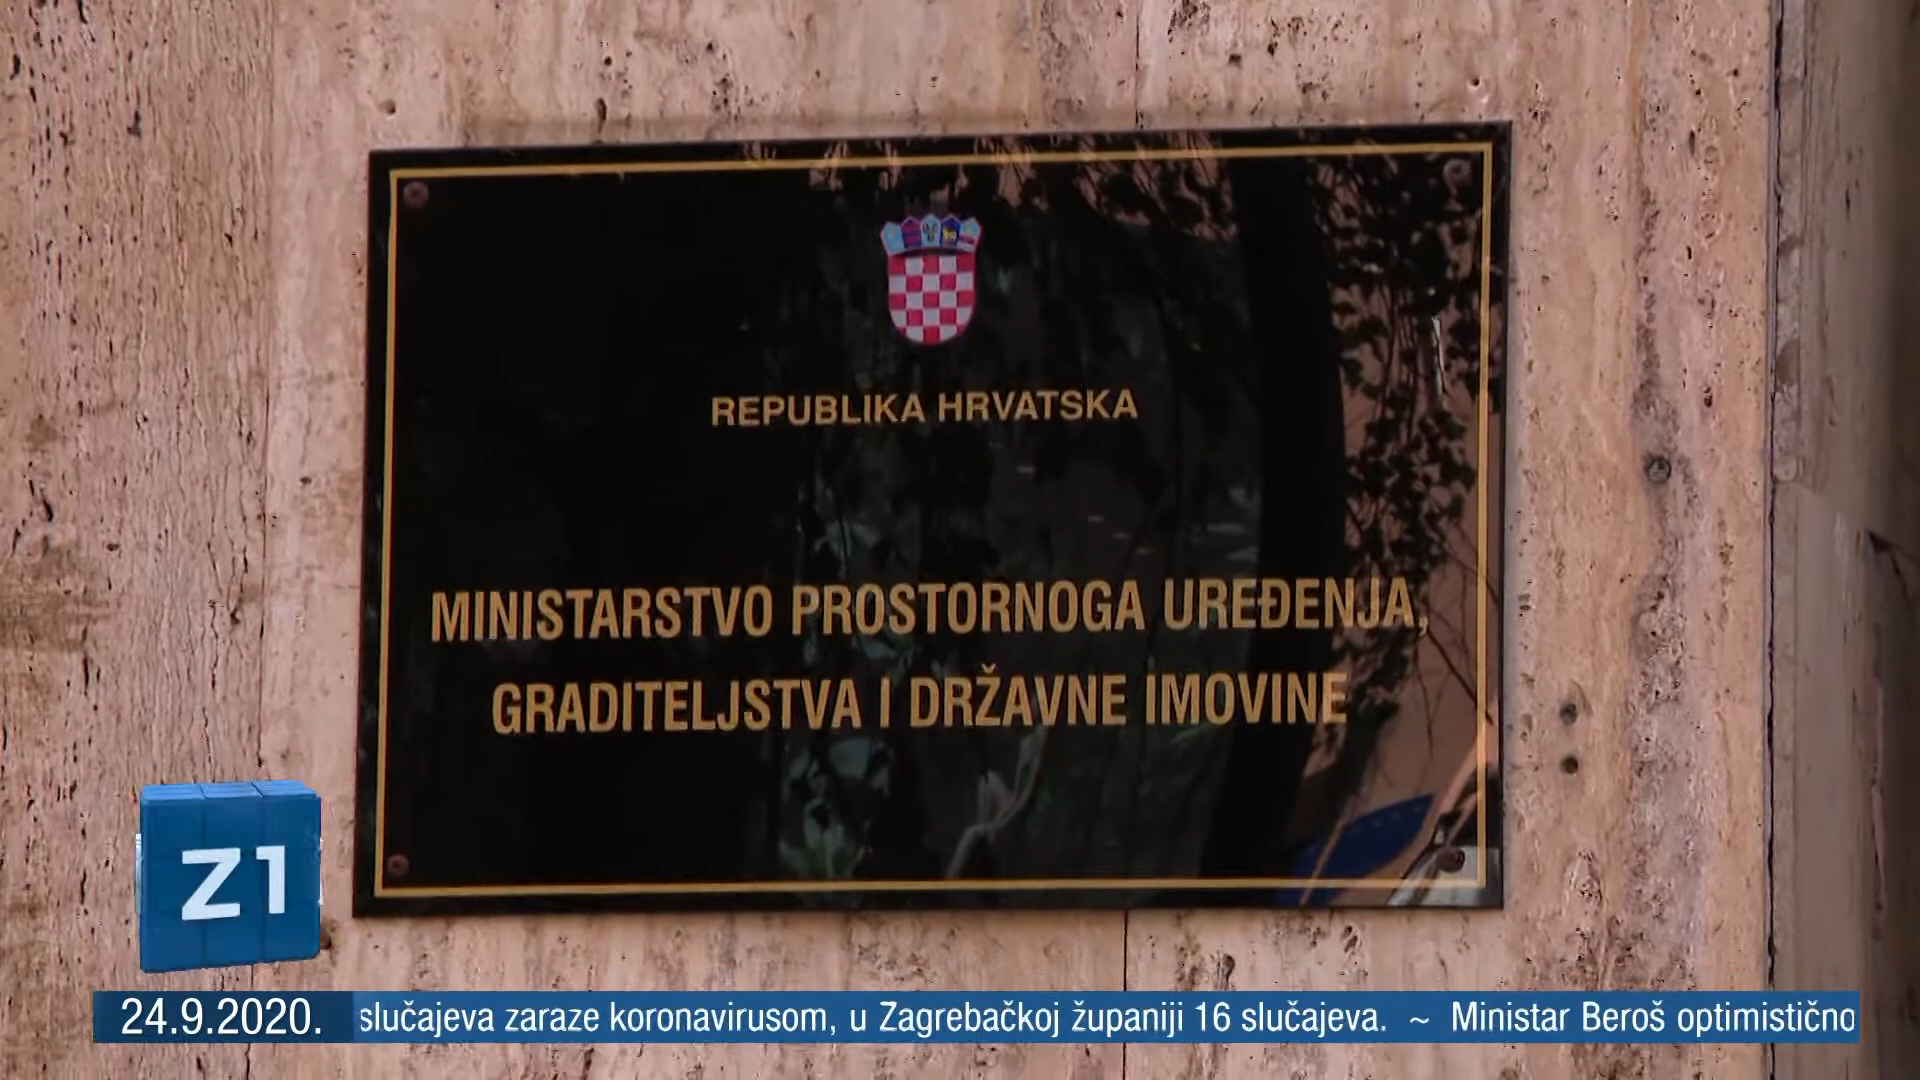 REPUBLIKA HRVATSKA
MINISTARSTVO PROSTORNOGA UREĐENJA,
GRADITELJSTVA I DRŽAVNE IMOVINE
Z1
24.9.2020. slučajeva zaraze koronavirusom, u Zagrebačkoj županiji 16 slučajeva. ~ Ministar Beroš optimistično